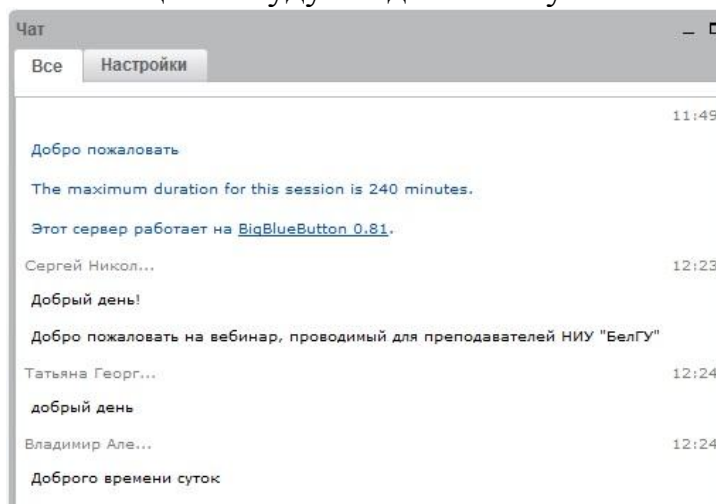 Чат
Все Настройки
11:49
Добро пожаловать
The maximum duration for this session is 240 minutes.
Этот сервер работает на BigBlueButton 0.81.
Сергей Никол... 12:23
Добрый день!
Добро пожаловать на вебинар, проводимый для преподавателей НИУ "БелГУ"
Татьяна Георг... 12:24
добрый день
Владимир Але... 12:24
Доброго времени суток